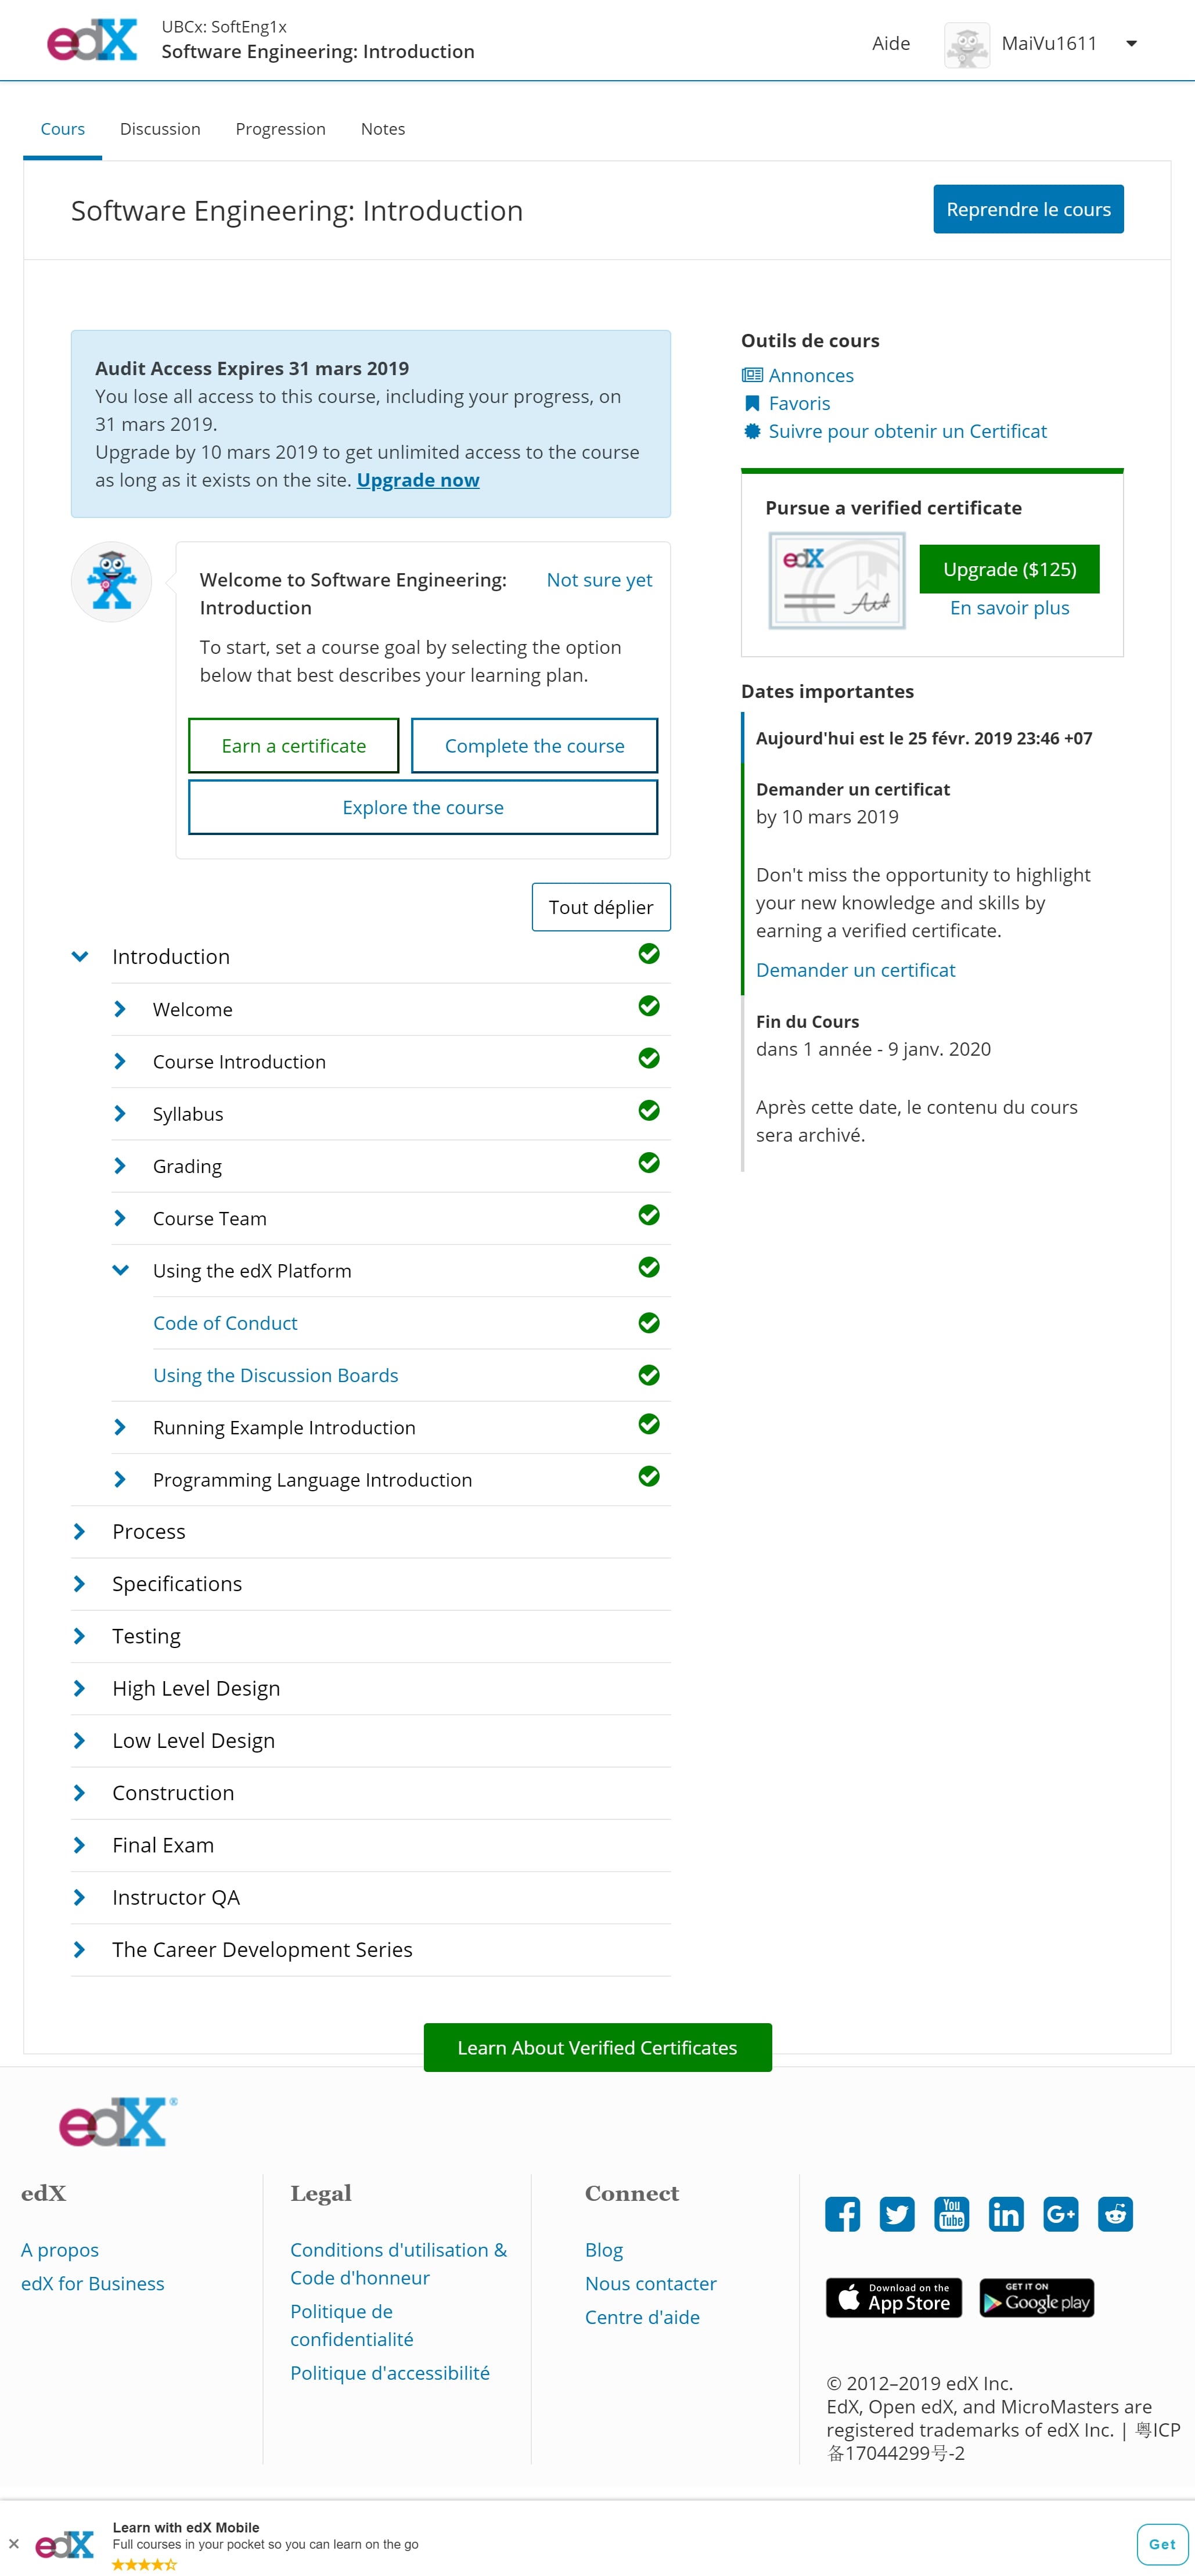 edX
UBCx: SoftEng1x
Software Engineering: Introduction
Aide
MaiVu1611
Cours
Discussion
Progression
Notes
Software Engineering: Introduction
Reprendre le cours
Audit Access Expires 31 mars 2019
You lose all access to this course, including your progress, on
31 mars 2019.
Upgrade by 10 mars 2019 to get unlimited access to the course
as long as it exists on the site. Upgrade now
Welcome to Software Engineering:
Introduction
Not sure yet
To start, set a course goal by selecting the option
below that best describes your learning plan.
Earn a certificate
Complete the course
Explore the course
Tout déplier
Introduction
Welcome
Course Introduction
Syllabus
Grading
Course Team
Using the edX Platform
Code of Conduct
Using the Discussion Boards
Running Example Introduction
Programming Language Introduction
Process
Specifications
Testing
High Level Design
Low Level Design
Construction
Final Exam
Instructor QA
The Career Development Series
Outils de cours
Annonces
Favoris
Suivre pour obtenir un Certificat
Pursue a verified certificate
edX
Upgrade ($125)
En savoir plus
Dates importantes
Aujourd'hui est le 25 févr. 2019 23:46 +07
Demander un certificat
by 10 mars 2019
Don't miss the opportunity to highlight
your new knowledge and skills by
earning a verified certificate.
Demander un certificat
Fin du Cours
dans 1 année - 9 janv. 2020
Après cette date, le contenu du cours
sera archivé.
Learn About Verified Certificates
edX®
edX
A propos
edX for Business
Legal
Conditions d'utilisation &
Code d'honneur
Politique de
confidentialité
Politique d'accessibilité
Connect
Blog
Nous contacter
Centre d'aide
You
Tube
in
G+
Download on the
App Store
GET IT ON
Google play
© 2012–2019 edX Inc.
EdX, Open edX, and MicroMasters are
registered trademarks of edX Inc. | 粤ICP
备17044299号-2
×
edX
Learn with edX Mobile
Full courses in your pocket so you can learn on the go
Get